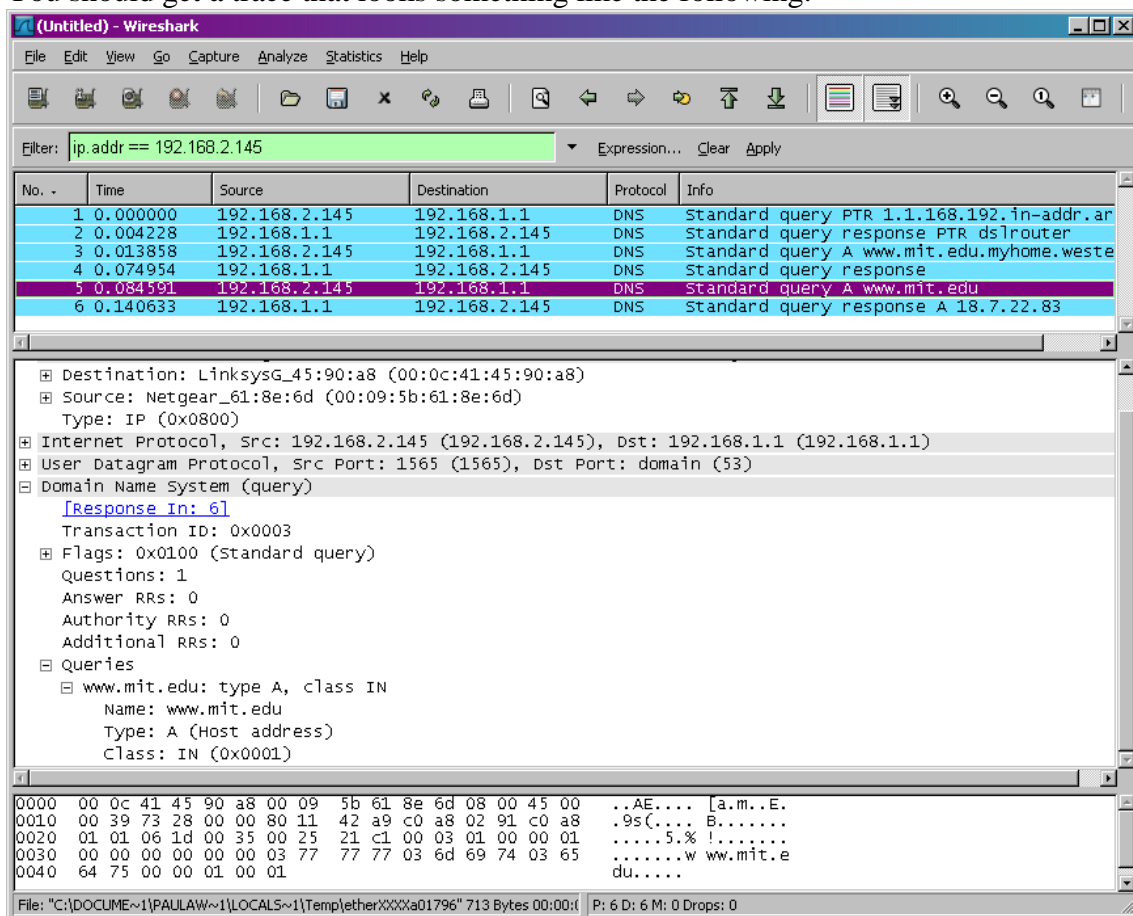 You should get a trace that looks something like the following:
(Untitled) - Wireshark
File Edit View Go Capture Analyze Statistics Help
Filter: ip.addr == 192.168.2.145 Expression... Clear Apply
No. - Time Source Destination Protocol Info
1 0.000000 192.168.2.145 192.168.1.1 DNS Standard query PTR 1.1.168.192.in-addr.ar
2 0.004228 192.168.1.1 192.168.2.145 DNS Standard query response PTR dslrouter
3 0.013858 192.168.2.145 192.168.1.1 DNS Standard query A www.mit.edu.myhome.weste
4 0.074954 192.168.1.1 192.168.2.145 DNS Standard query response
5 0.084591 192.168.2.145 192.168.1.1 DNS Standard query A www.mit.edu
6 0.140633 192.168.1.1 192.168.2.145 DNS Standard query response A 18.7.22.83
Destination: LinksysG_45:90:a8 (00:0c:41:45:90:a8)
Source: Netgear_61:8e:6d (00:09:5b:61:8e:6d)
Type: IP (0x0800)
Internet Protocol, Src: 192.168.2.145 (192.168.2.145), Dst: 192.168.1.1 (192.168.1.1)
User Datagram Protocol, Src Port: 1565 (1565), Dst Port: domain (53)
Domain Name System (query)
[Response In: 6]
Transaction ID: 0x0003
Flags: 0x0100 (Standard query)
Questions: 1
Answer RRs: 0
Authority RRs: 0
Additional RRs: 0
Queries
www.mit.edu: type A, class IN
Name: www.mit.edu
Type: A (Host address)
Class: IN (0x0001)
0000 00 0c 41 45 90 a8 00 09 5b 61 8e 6d 08 00 45 00 ..AE.... [a.m..E.
0010 00 39 73 28 00 00 80 11 42 a9 c0 a8 02 91 c0 a8 .9s(.... B.......
0020 01 01 06 1d 00 35 00 25 21 c1 00 03 01 00 00 01 .....5.% !.......
0030 00 00 00 00 00 00 03 77 77 77 03 6d 69 74 03 65 .......w ww.mit.e
0040 64 75 00 00 01 00 01 du.....
File: "C:\DOCUME~1\PAULAW~1\LOCALS~1\Temp\etherXXXXa01796" 713 Bytes 00:00:( P: 6 D: 6 M: 0 Drops: 0